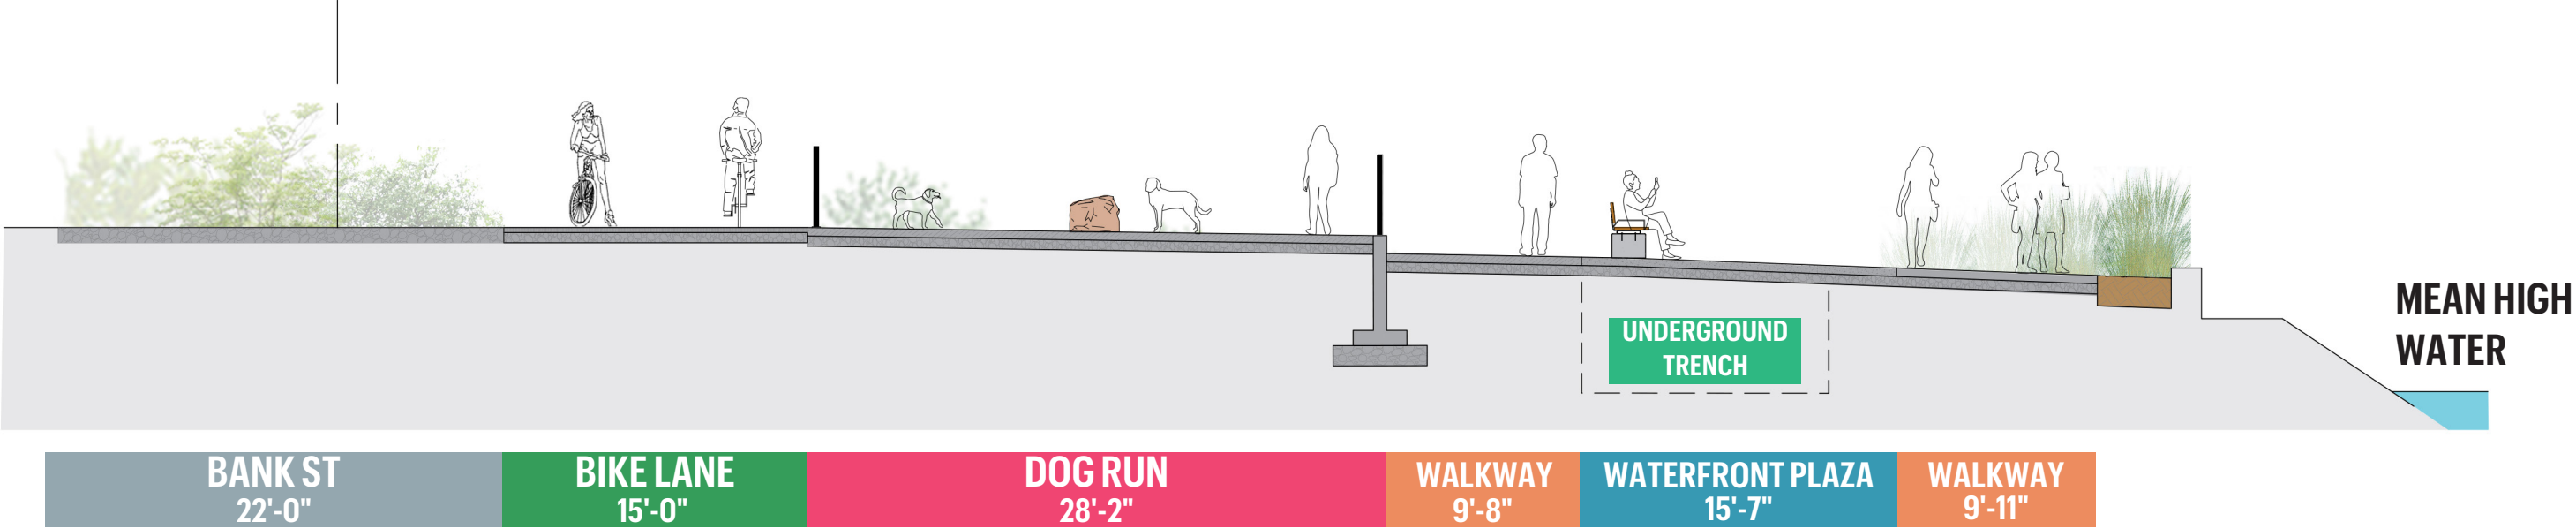 UNDERGROUND
TRENCH
MEAN HIGH
WATER
BANK ST
22'-0"
BIKE LANE
15'-0"
DOG RUN
28'-2"
WALKWAY
9'-8"
WATERFRONT PLAZA
15'-7"
WALKWAY
9'-11"